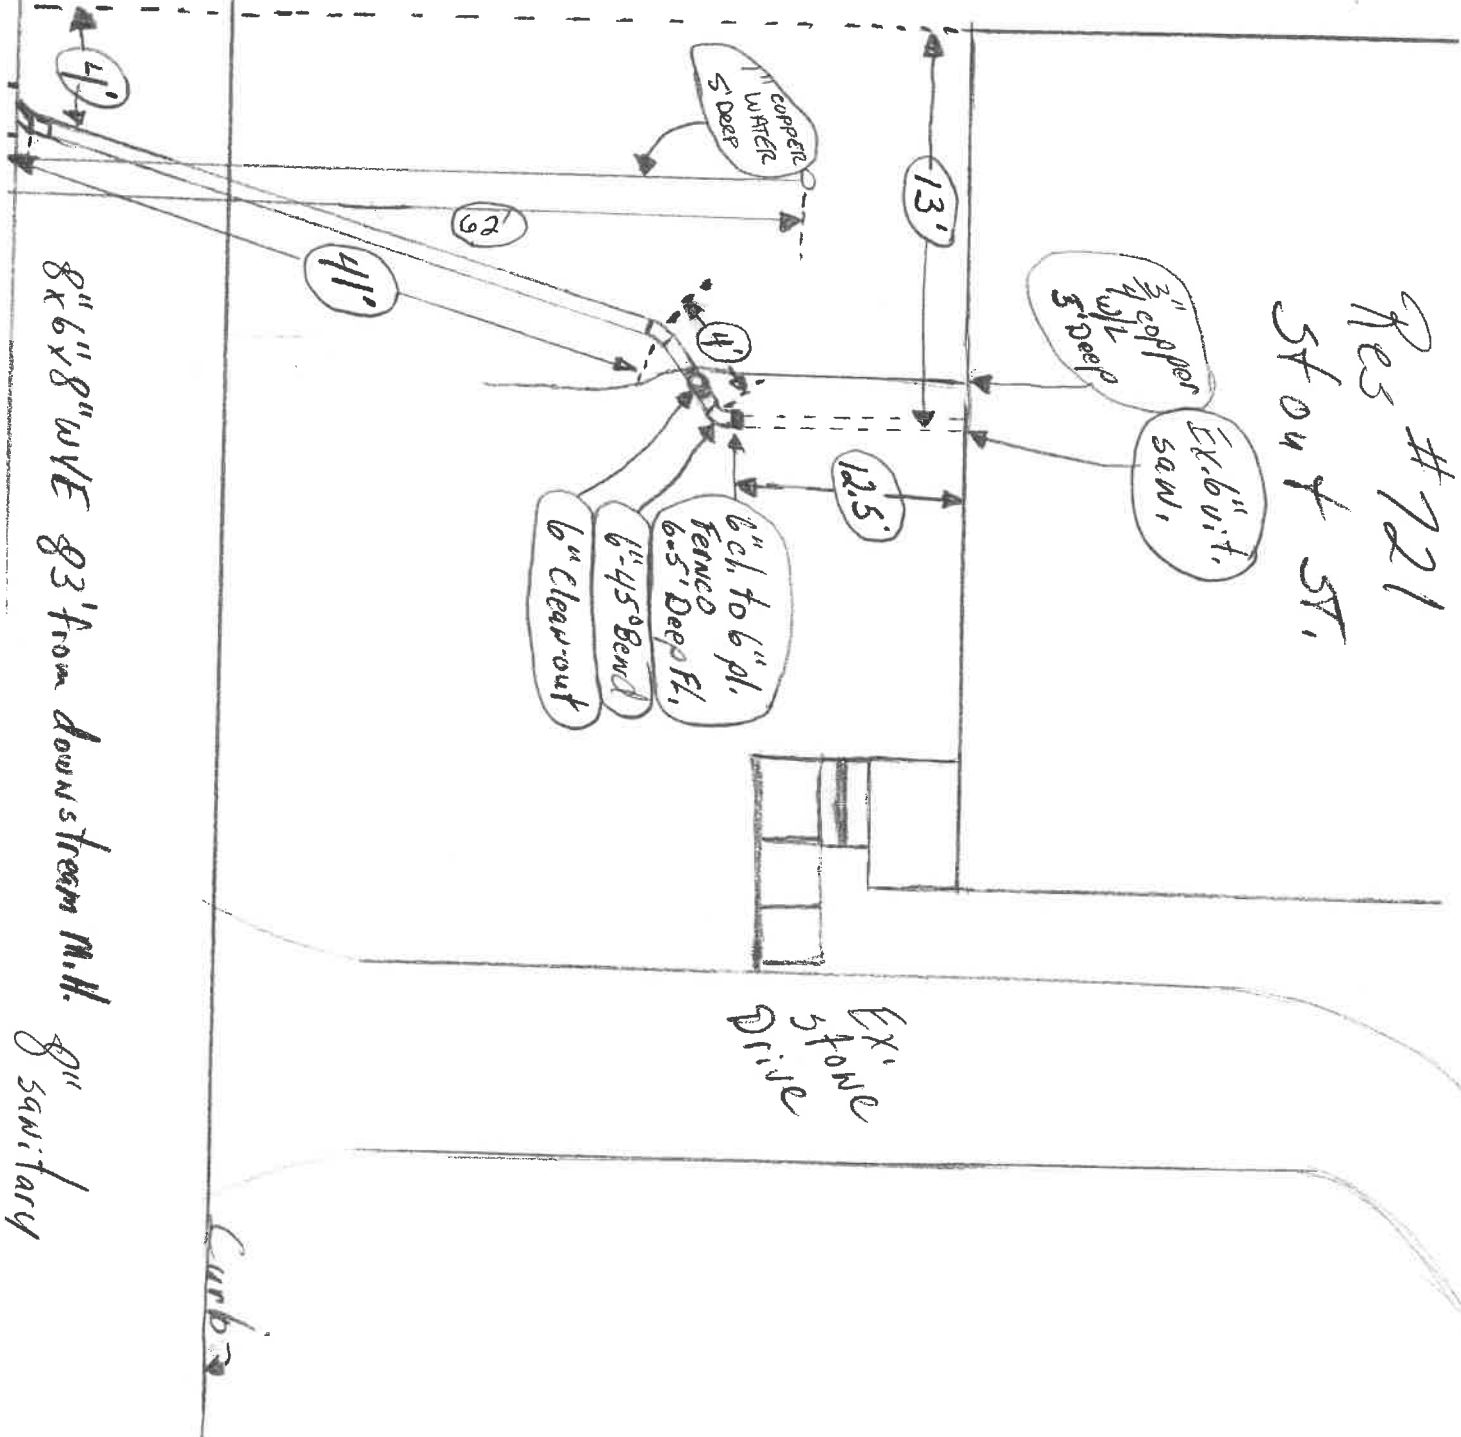 Res # 721
Stout St.
Ex. 6" vit.
san.
3/4" copper
W/L
5' Deep
13'
1" COPPER
WATER
5' DEEP
12.5'
4'
62'
41'
4'
6" cl. to 6" pl.
FERNCO
6-5' Deep FL.
6"-45° Bend
6" Clean-out
Ex.
Stone
Drive
Curb
8"x6"x8" WYE 83' from downstream M.H. 8" sanitary